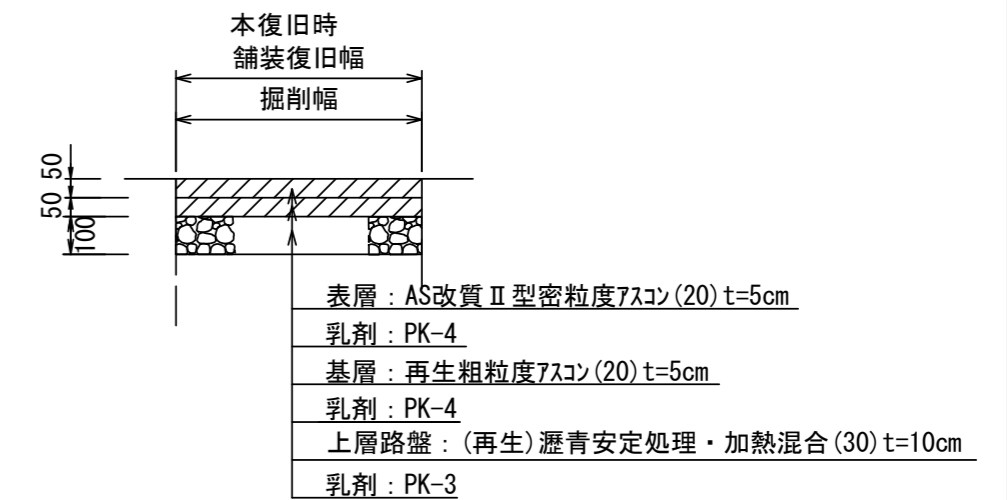 本復旧時
舗装復旧幅
掘削幅
50
50
100
表層：AS改質Ⅱ型密粒度ｱｽｺﾝ(20)t=5cm
乳剤：PK-4
基層：再生粗粒度ｱｽｺﾝ(20)t=5cm
乳剤：PK-4
上層路盤：(再生)瀝青安定処理・加熱混合(30)t=10cm
乳剤：PK-3